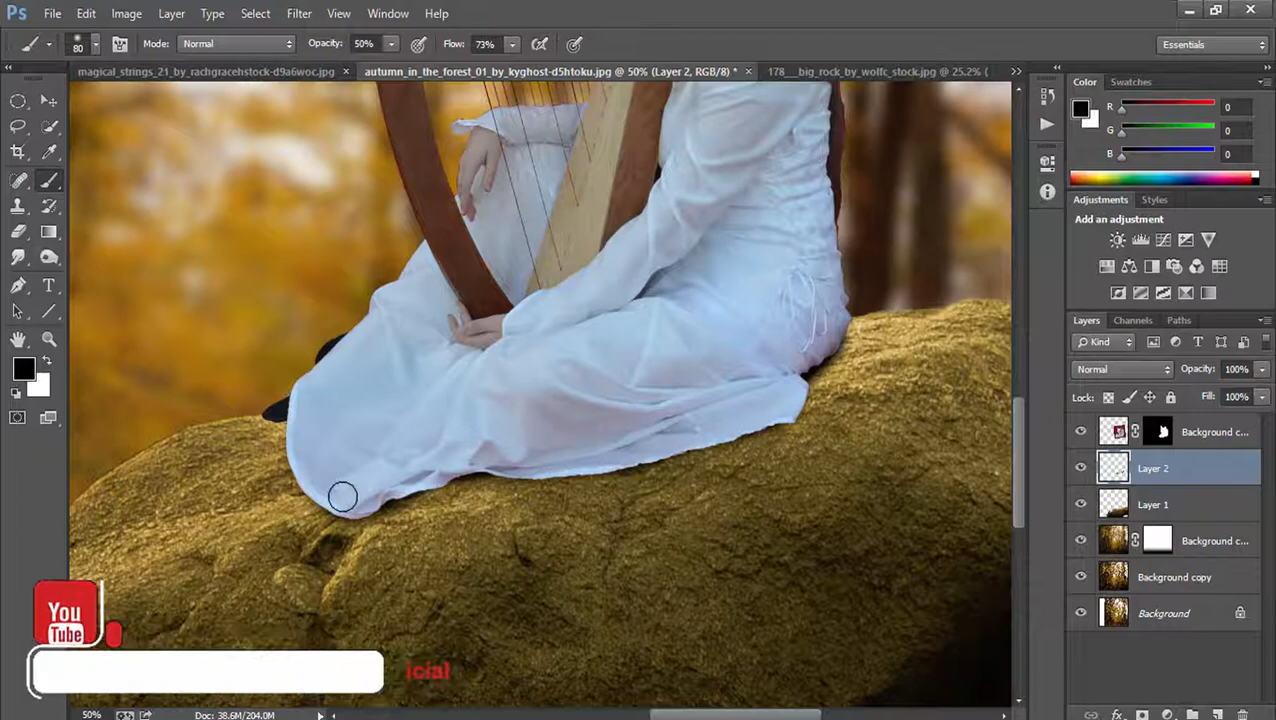 Ps File Edit Image Layer Type Select Filter View Window Help
80 Mode: Normal Opacity: 50% Flow: 73% Essentials
magical_strings_21_by_rachgracehstock-d9a6woc.jpg × autumn_in_the_forest_01_by_kyghost-d5htoku.jpg @ 50% (Layer 2, RGB/8) * × 178___big_rock_by_wolfc_stock.jpg @ 25.2% (
Color Swatches
R 0
G 0
B 0
Adjustments Styles
Add an adjustment
Layers Channels Paths
Kind
Normal Opacity: 100%
Lock: Fill: 100%
Background c...
Layer 2
Layer 1
Background c...
Background copy
Background
You
Tube
icial
50% Doc: 38.6M/204.0M